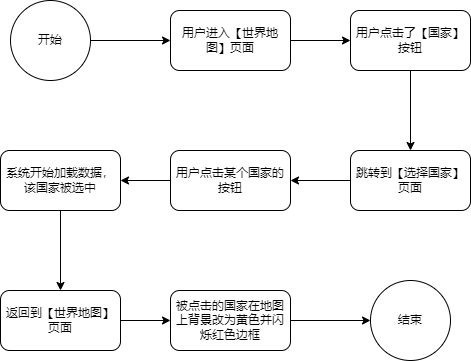 开始
用户进入【世界地
图】页面
用户点击了【国家】
按钮
跳转到【选择国家】
页面
用户点击某个国家的
按钮
系统开始加载数据，
该国家被选中
返回到【世界地图】
页面
被点击的国家在地图
上背景改为黄色并闪
烁红色边框
结束